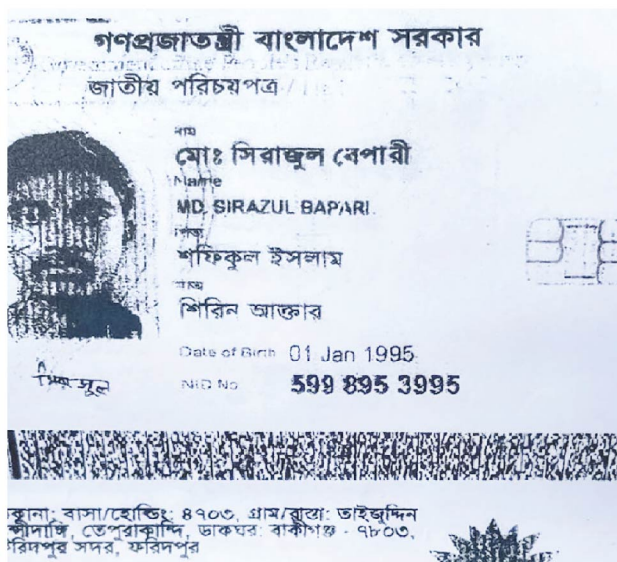 গণপ্রজাতন্ত্রী বাংলাদেশ সরকার
জাতীয় পরিচয়পত্র
নাম
মোঃ সিরাজুল বেপারী
Name
MD. SIRAZUL BAPARI
পিতা
শফিকুল ইসলাম
মাতা
শিরিন আক্তার
Date of Birth 01 Jan 1995
NID No 599 895 3995
সিরাজুল
বাসা/হোল্ডিং: ৪৭০৩, গ্রাম/রাস্তা: তাইজুদ্দিন
ডাকঘর: - ৭৮০৩,
সদর, ফরিদপুর